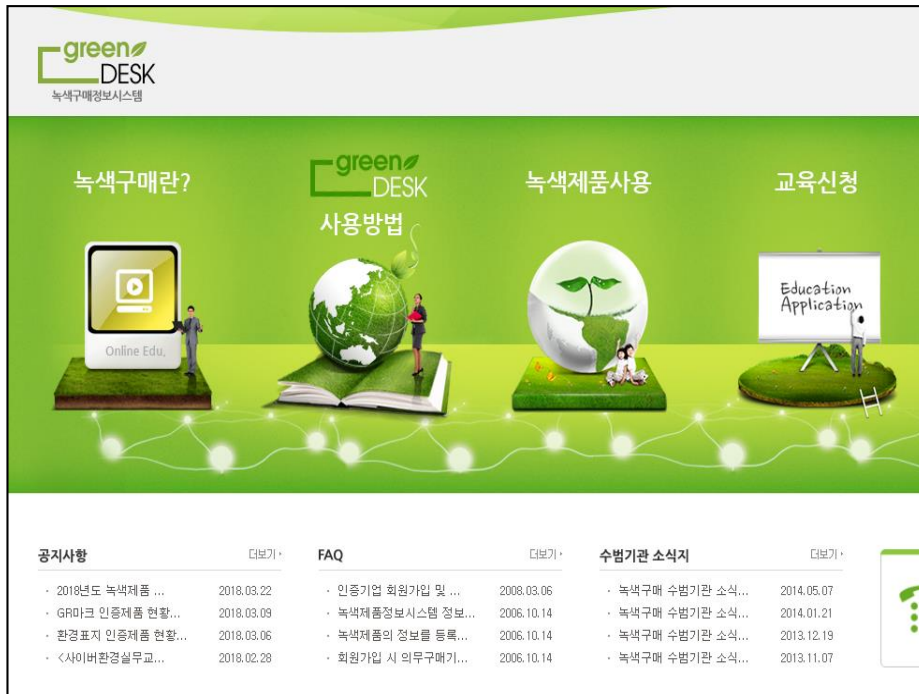 green
DESK
녹색구매정보시스템
녹색구매란?
green
DESK
사용방법
녹색제품사용
교육신청
Online Edu.
Education
Application
공지사항 더보기
2018년도 녹색제품 ... 2018.03.22
GR마크 인증제품 현황... 2018.03.09
환경표지 인증제품 현황... 2018.03.06
<사이버환경실무교... 2018.02.28
FAQ 더보기
인증기업 회원가입 및 ... 2008.03.06
녹색제품정보시스템 정보... 2006.10.14
녹색제품의 정보를 등록... 2006.10.14
회원가입 시 의무구매기... 2006.10.14
수범기관 소식지 더보기
녹색구매 수범기관 소식... 2014.05.07
녹색구매 수범기관 소식... 2014.01.21
녹색구매 수범기관 소식... 2013.12.19
녹색구매 수범기관 소식... 2013.11.07